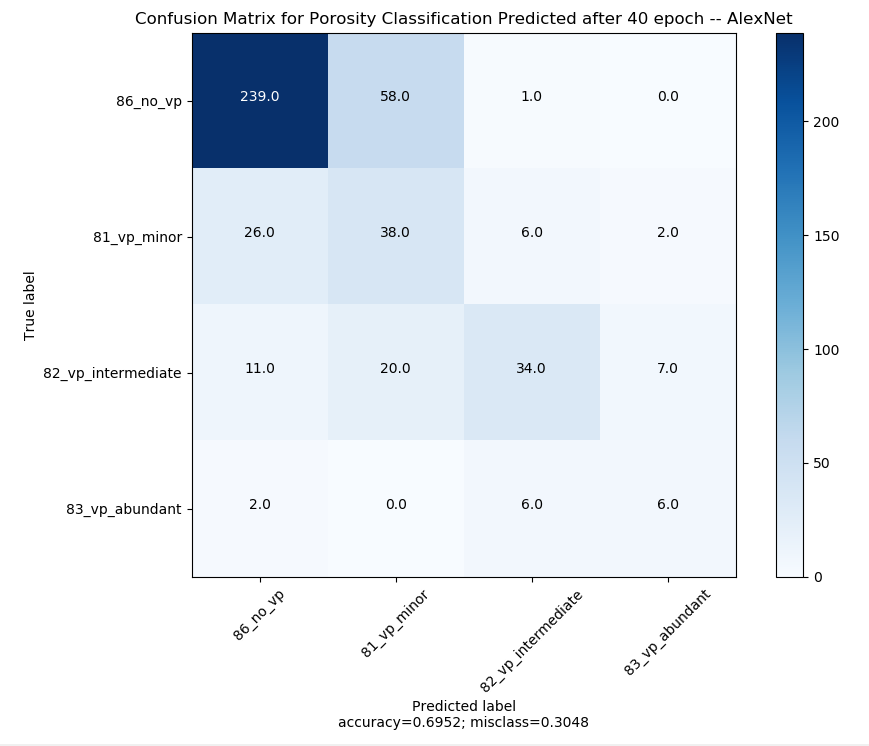 Confusion Matrix for Porosity Classification Predicted after 40 epoch -- AlexNet
86_no_vp 239.0 58.0 1.0 0.0
81_vp_minor 26.0 38.0 6.0 2.0
82_vp_intermediate 11.0 20.0 34.0 7.0
83_vp_abundant 2.0 0.0 6.0 6.0
True label
86_no_vp 81_vp_minor 82_vp_intermediate 83_vp_abundant
Predicted label
accuracy=0.6952; misclass=0.3048
200
150
100
50
0